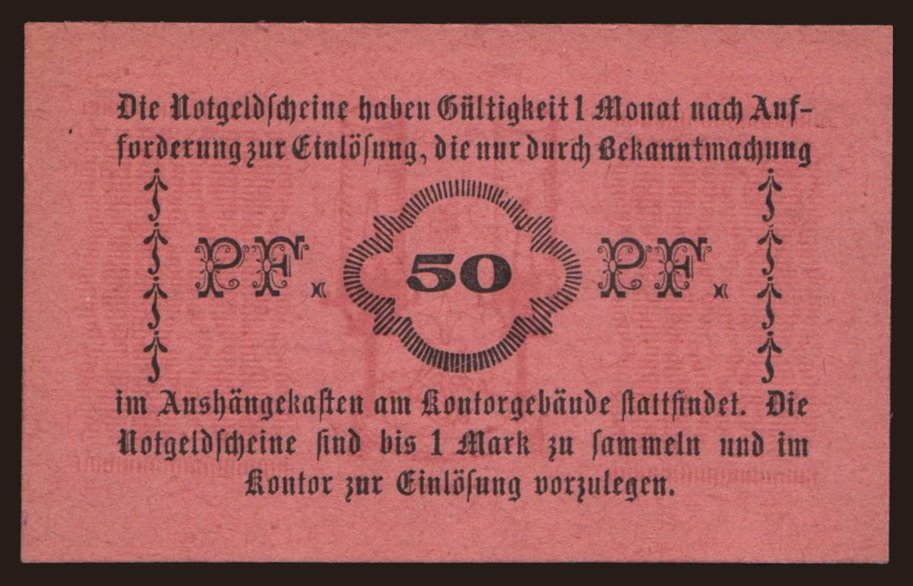 Die Notgeldscheine haben Gültigkeit 1 Monat nach Auf-
forderung zur Einlösung, die nur durch Bekanntmachung
PF. 50 PF.
im Aushängekasten am Kontorgebäude stattfindet. Die
Notgeldscheine sind bis 1 Mark zu sammeln und im
Kontor zur Einlösung vorzulegen.